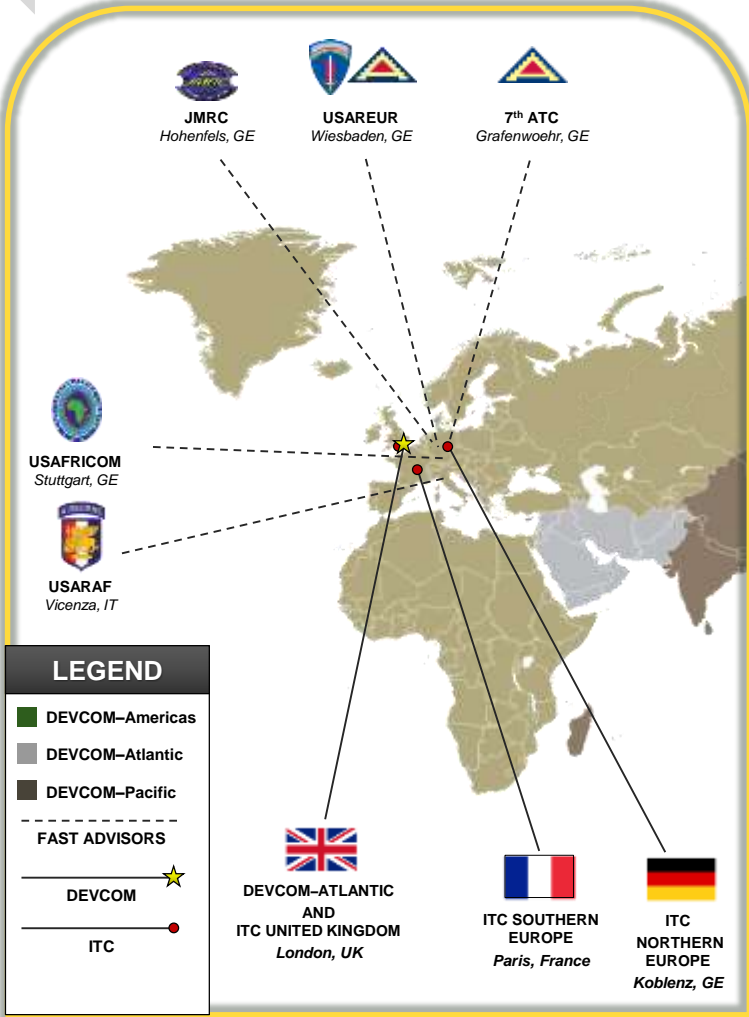 JMRC
Hohenfels, GE
USAREUR
Wiesbaden, GE
7th ATC
Grafenwoehr, GE
USAFRICOM
Stuttgart, GE
USARAF
Vicenza, IT
LEGEND
DEVCOM–Americas
DEVCOM–Atlantic
DEVCOM–Pacific
FAST ADVISORS
DEVCOM
ITC
DEVCOM–ATLANTIC
AND
ITC UNITED KINGDOM
London, UK
ITC SOUTHERN
EUROPE
Paris, France
ITC
NORTHERN
EUROPE
Koblenz, GE